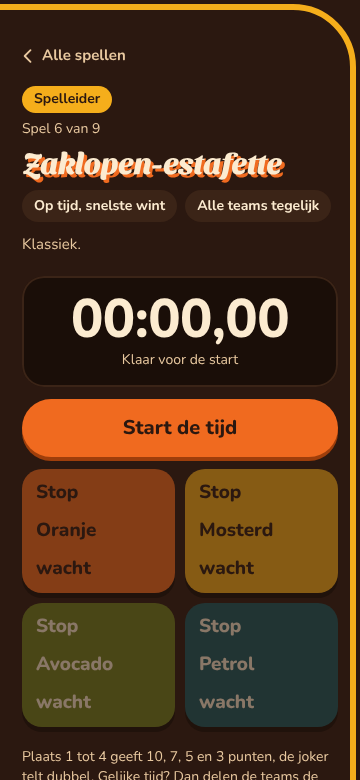 Alle spellen
Spelleider
Spel 6 van 9
Zaklopen-estafette
Op tijd, snelste wint
Alle teams tegelijk
Klassiek.
00:00,00
Klaar voor de start
Start de tijd
Stop
Oranje
wacht
Stop
Mosterd
wacht
Stop
Avocado
wacht
Stop
Petrol
wacht
Plaats 1 tot 4 geeft 10, 7, 5 en 3 punten, de joker
telt dubbel. Gelijke tijd? Dan delen de teams de